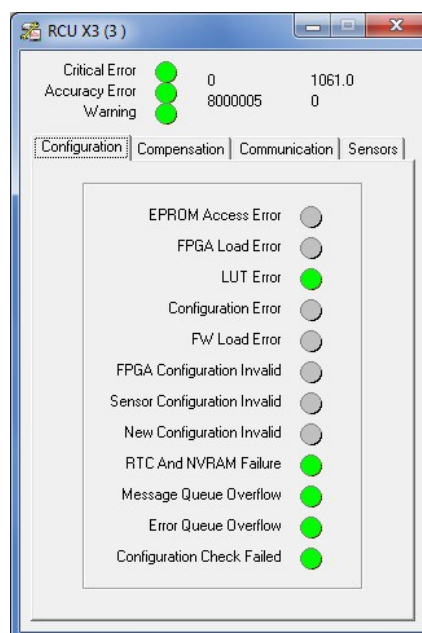 RCU X3 (3 )
Critical Error 0 1061.0
Accuracy Error 8000005 0
Warning
Configuration Compensation Communication Sensors
EPROM Access Error
FPGA Load Error
LUT Error
Configuration Error
FW Load Error
FPGA Configuration Invalid
Sensor Configuration Invalid
New Configuration Invalid
RTC And NVRAM Failure
Message Queue Overflow
Error Queue Overflow
Configuration Check Failed